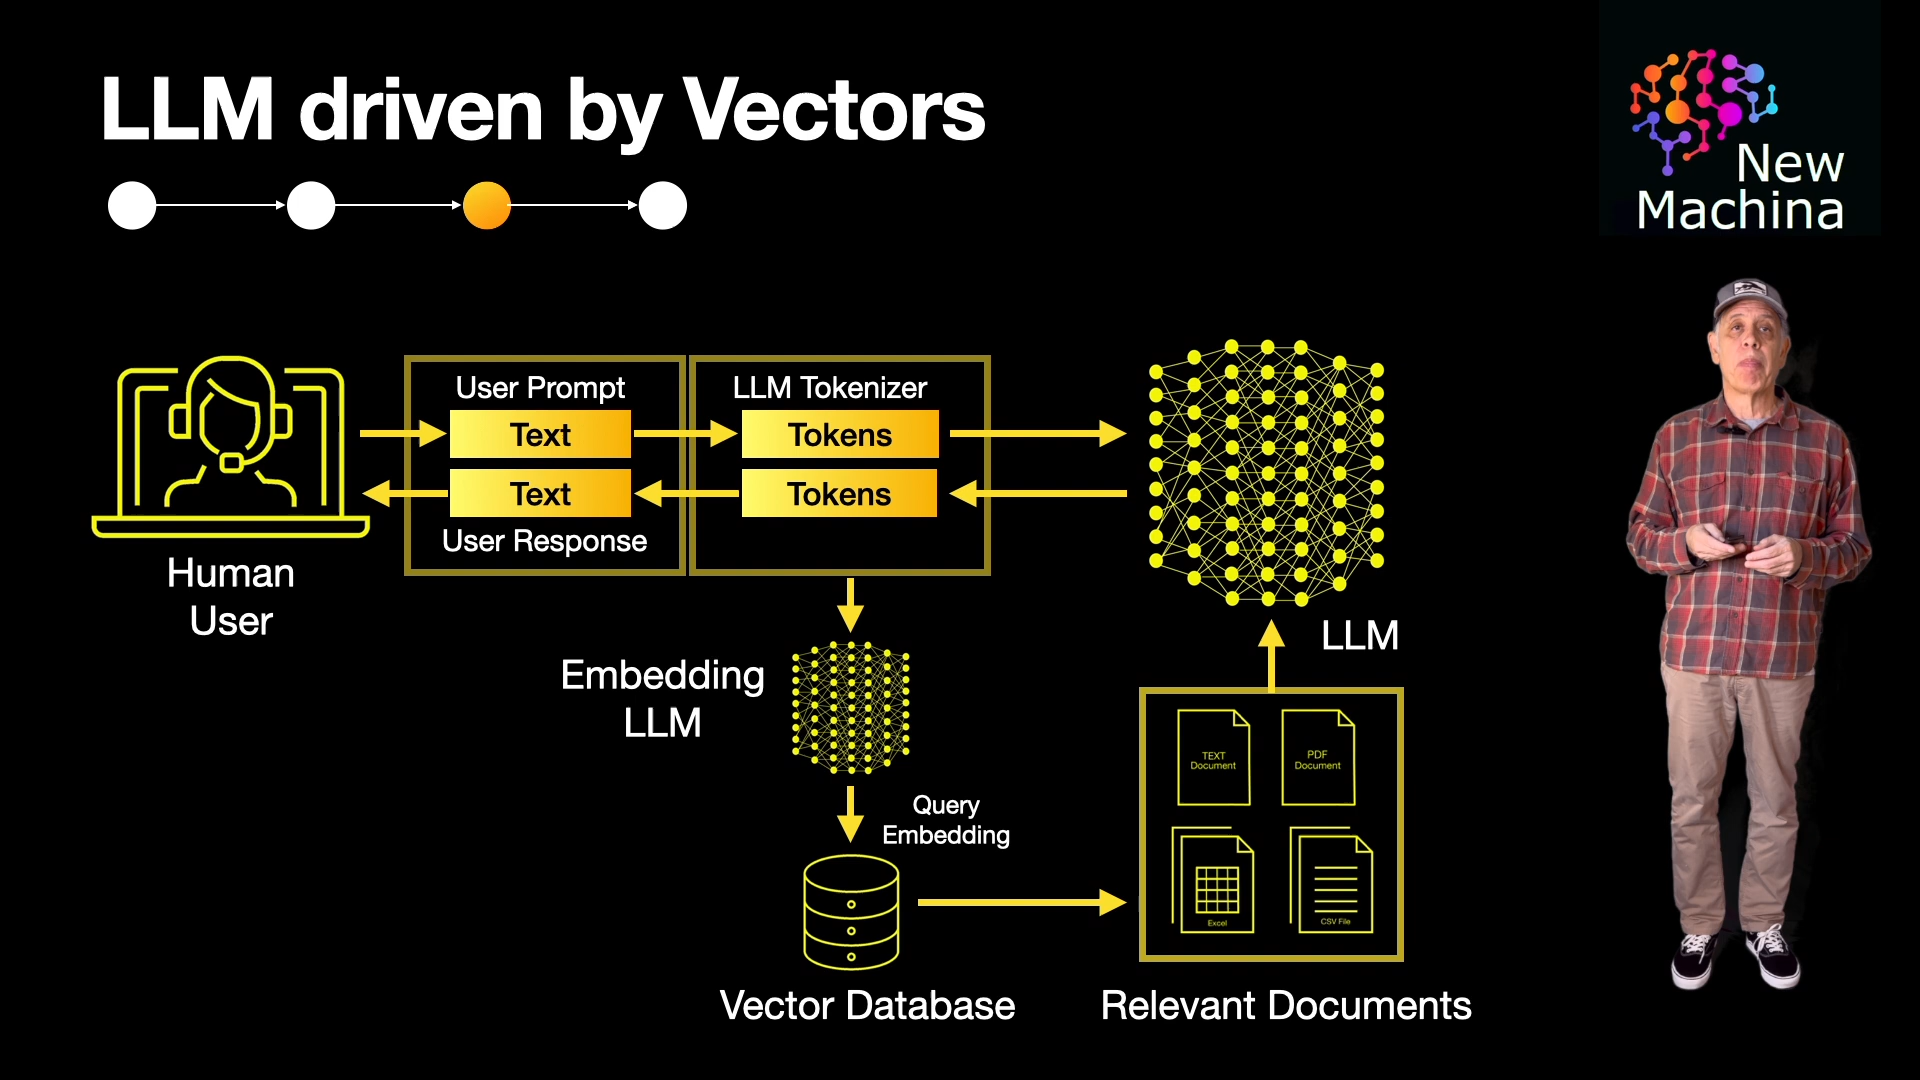 LLM driven by Vectors
New
Machina
User Prompt
LLM Tokenizer
Text
Tokens
Text
Tokens
User Response
Human
User
LLM
Embedding
LLM
TEXT
Document
PDF
Document
Query
Embedding
Excel
CSV File
Vector Database
Relevant Documents